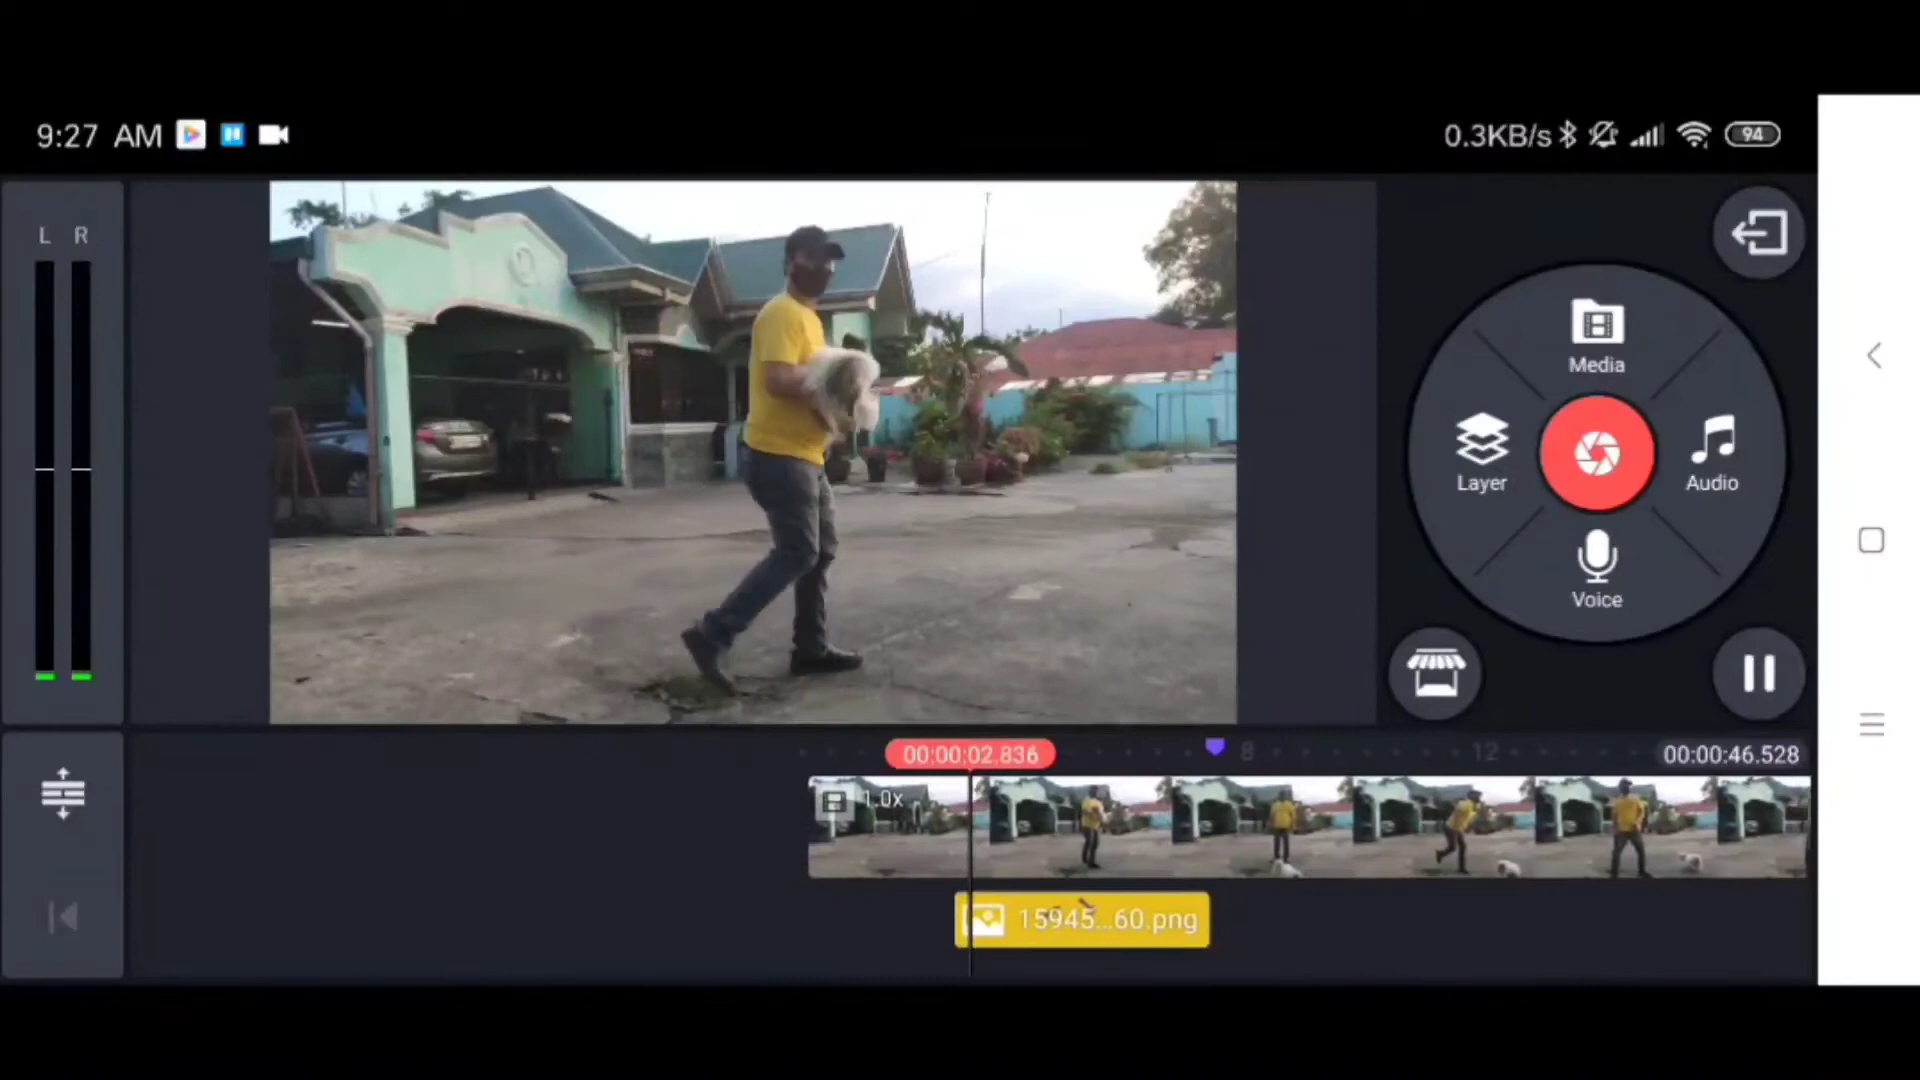 9:27 AM
0.3KB/s
94
L R
Media
Layer
Audio
Voice
00:00:02.836
8
12
00:00:46.528
1.0x
15945...60.png